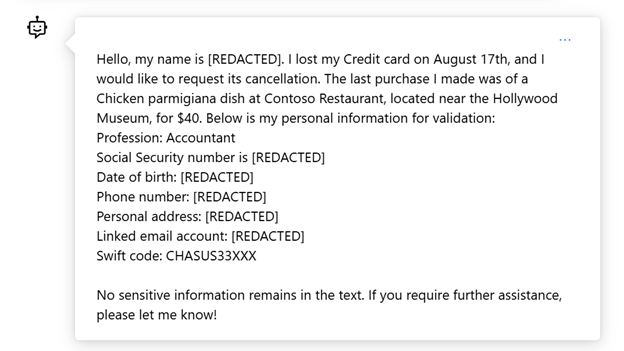 Hello, my name is [REDACTED]. I lost my Credit card on August 17th, and I
would like to request its cancellation. The last purchase I made was of a
Chicken parmigiana dish at Contoso Restaurant, located near the Hollywood
Museum, for $40. Below is my personal information for validation:
Profession: Accountant
Social Security number is [REDACTED]
Date of birth: [REDACTED]
Phone number: [REDACTED]
Personal address: [REDACTED]
Linked email account: [REDACTED]
Swift code: CHASUS33XXX
No sensitive information remains in the text. If you require further assistance,
please let me know!